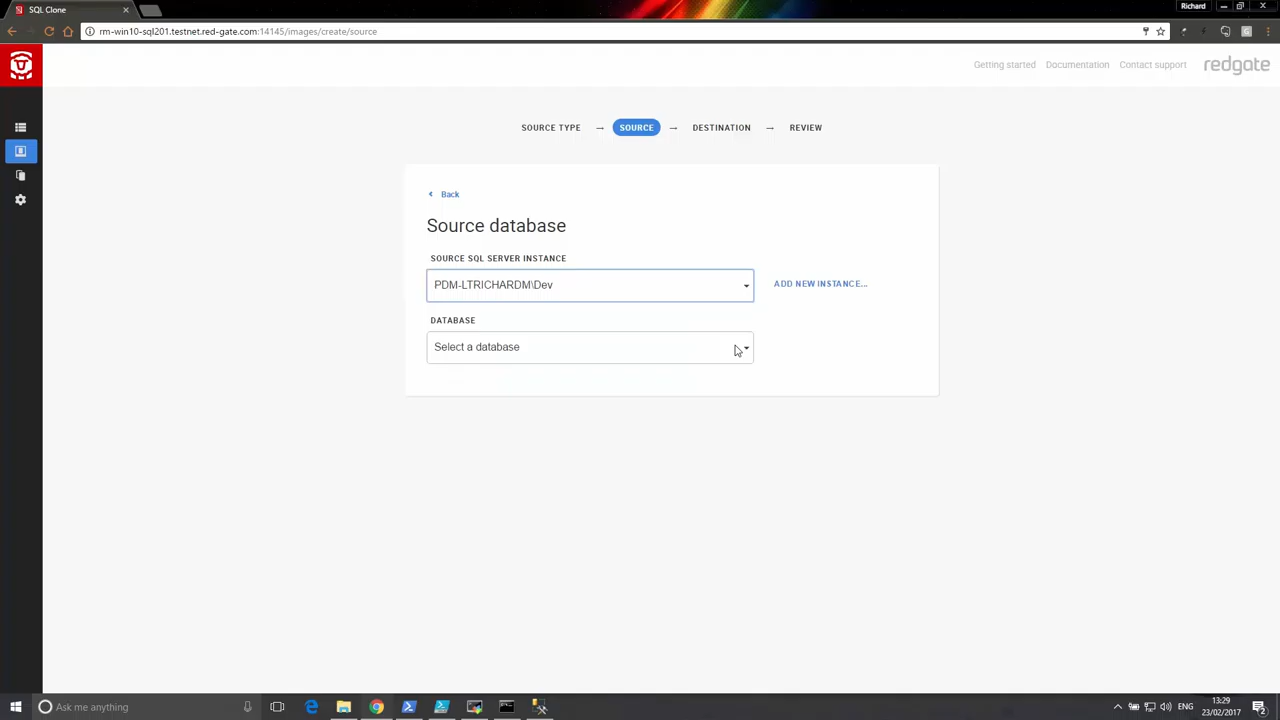 SQL Clone
Richard
rm-win10-sql201.testnet.red-gate.com:14145/images/create/source
Getting started Documentation Contact support redgate
SOURCE TYPE → SOURCE → DESTINATION → REVIEW
Back
Source database
SOURCE SQL SERVER INSTANCE
PDM-LTRICHARDM\Dev
ADD NEW INSTANCE...
DATABASE
Select a database
Ask me anything
ENG
13:29
23/02/2017